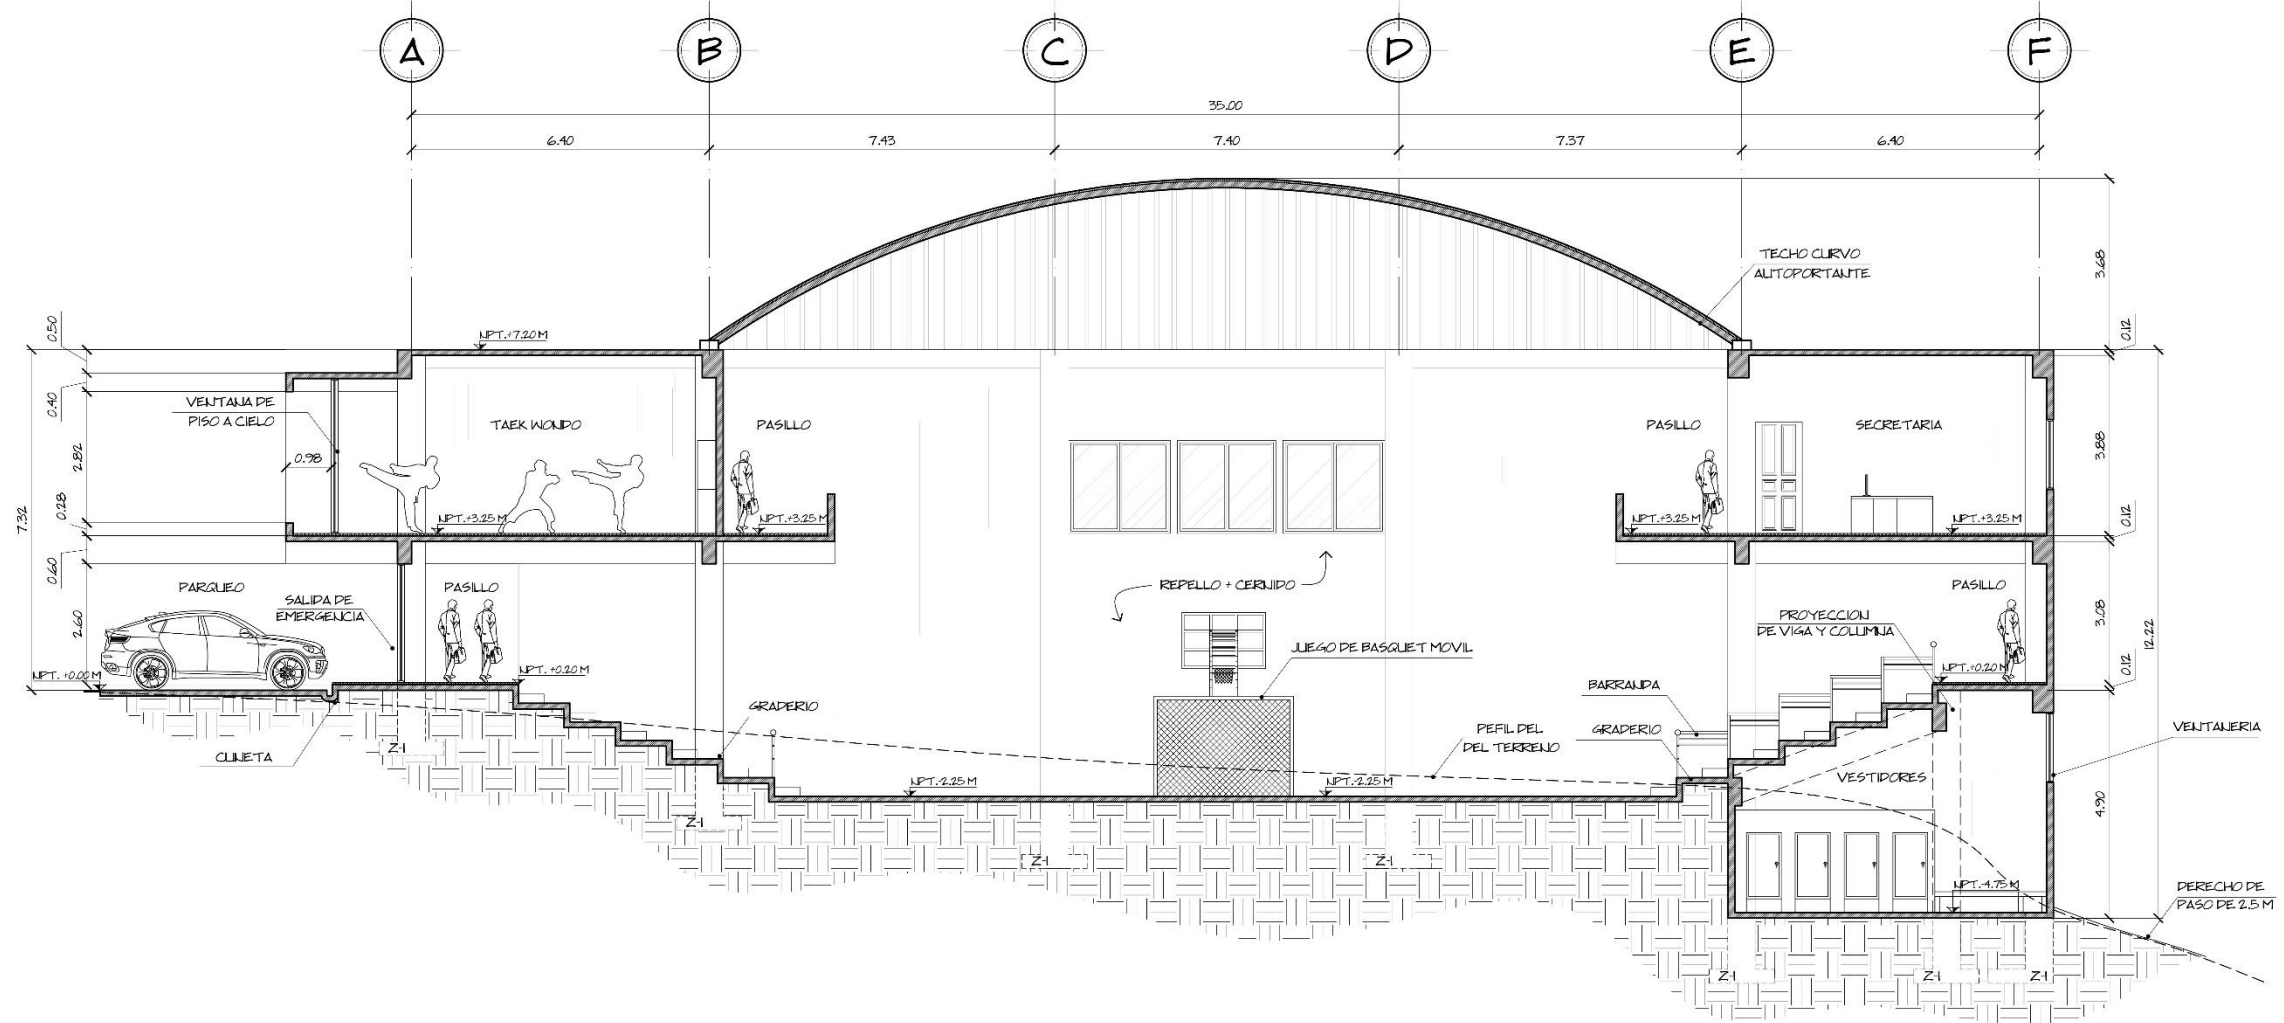 A B C D E F
35.00
6.40 7.43 7.40 7.37 6.40
TECHO CURVO
AUTOPORTANTE
3.68
0.12
0.50
NPT.+7.20 M
0.40
VENTANA DE
PISO A CIELO
TAEK WONDO
PASILLO
PASILLO
SECRETARIA
2.82
0.98
3.88
7.32
0.28
NPT.+3.25 M
NPT.+3.25 M
NPT.+3.25 M
NPT.+3.25 M
0.12
0.60
PARQUEO
SALIDA DE
EMERGENCIA
PASILLO
REPELLO + CERNIDO
PASILLO
2.60
PROYECCION
DE VIGA Y COLUMNA
3.08
12.22
JUEGO DE BASQUET MOVIL
NPT. +0.00 M
NPT. +0.20 M
NPT.+0.20 M
0.12
BARRANDA
GRADERIO
PEFIL DEL
DEL TERRENO
GRADERIO
VENTANERIA
Z-1
CUNETA
NPT.-2.25 M
NPT.-2.25 M
VESTIDORES
4.90
Z-1
Z-1
Z-1
NPT.-4.75 M
DERECHO DE
PASO DE 2.5 M
Z-1
Z-1
Z-1